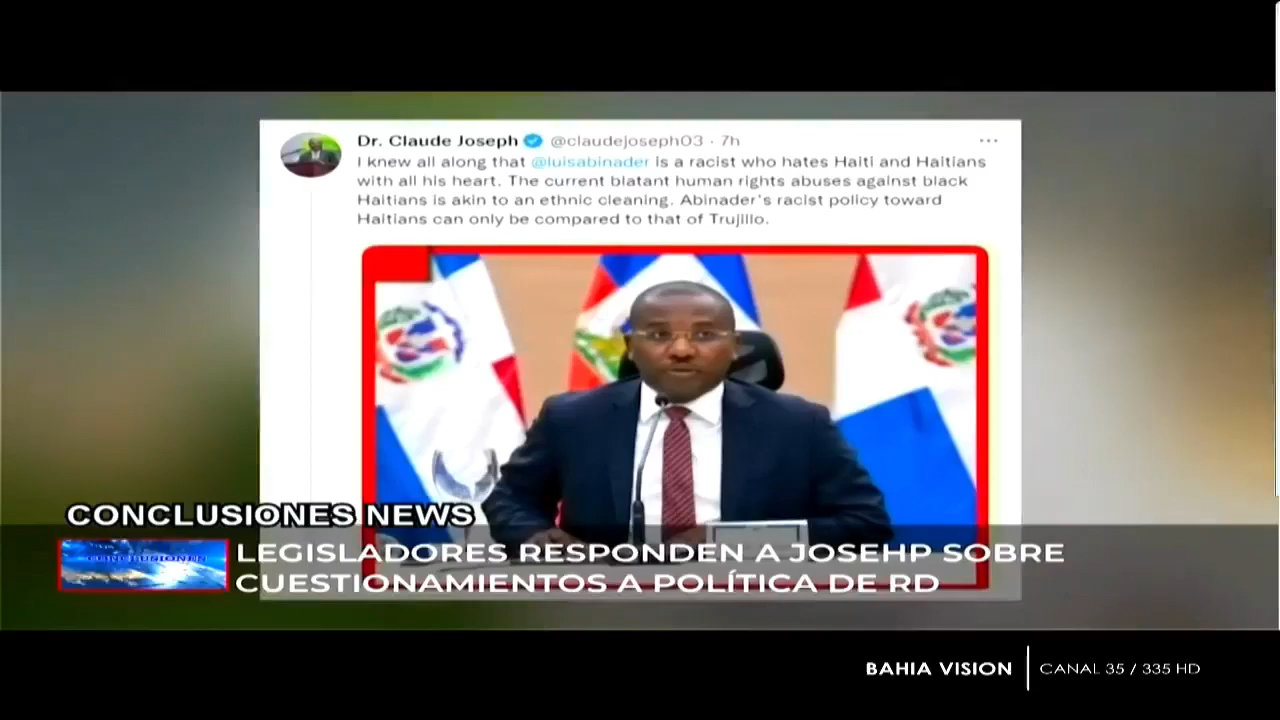 Dr. Claude Joseph @claudejoseph03 · 7h
I knew all along that @luisabinader is a racist who hates Haiti and Haitians
with all his heart. The current blatant human rights abuses against black
Haitians is akin to an ethnic cleaning. Abinader's racist policy toward
Haitians can only be compared to that of Trujillo.
CONCLUSIONES NEWS
CONCLUSIONES
LEGISLADORES RESPONDEN A JOSEHP SOBRE
CUESTIONAMIENTOS A POLÍTICA DE RD
BAHIA VISION CANAL 35 / 335 HD